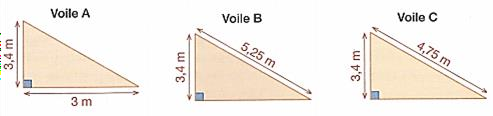 Voile A
3,4 m
3 m
Voile B
3,4 m
5,25 m
Voile C
3,4 m
4,75 m